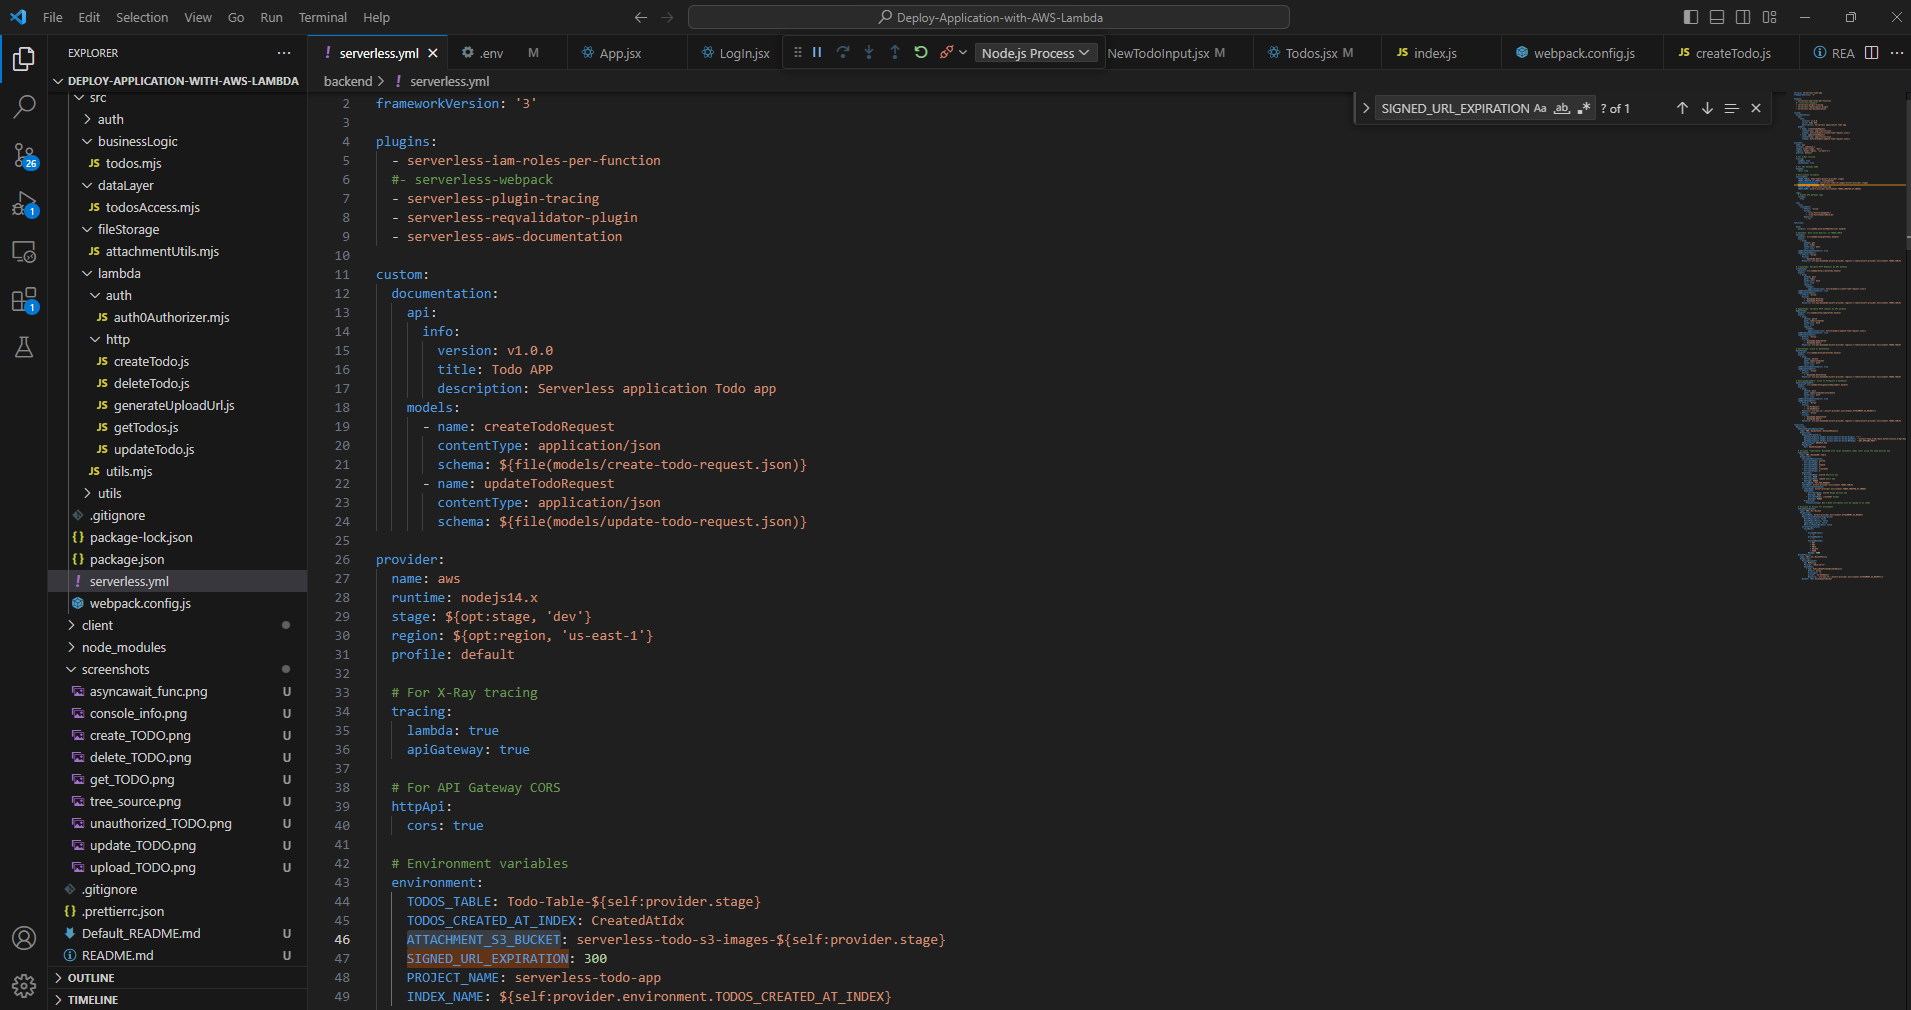 File Edit Selection View Go Run Terminal Help
Deploy-Application-with-AWS-Lambda
EXPLORER
DEPLOY-APPLICATION-WITH-AWS-LAMBDA
src
auth
businessLogic
JS todos.mjs
dataLayer
JS todosAccess.mjs
fileStorage
JS attachmentUtils.mjs
lambda
auth
JS auth0Authorizer.mjs
http
JS createTodo.js
JS deleteTodo.js
JS generateUploadUrl.js
JS getTodos.js
JS updateTodo.js
JS utils.mjs
utils
.gitignore
{} package-lock.json
{} package.json
! serverless.yml
webpack.config.js
client
node_modules
screenshots
asyncawait_func.png U
console_info.png U
create_TODO.png U
delete_TODO.png U
get_TODO.png U
tree_source.png U
unauthorized_TODO.png U
update_TODO.png U
upload_TODO.png U
.gitignore
{} .prettierrc.json
Default_README.md U
README.md U
OUTLINE
TIMELINE
26
1
1
! serverless.yml .env M App.jsx LogIn.jsx Node.js Process NewTodoInput.jsx M Todos.jsx M JS index.js webpack.config.js JS createTodo.js REA
backend > ! serverless.yml
SIGNED_URL_EXPIRATION Aa ab ? of 1
2 frameworkVersion: '3'
3
4 plugins:
5 - serverless-iam-roles-per-function
6 #- serverless-webpack
7 - serverless-plugin-tracing
8 - serverless-reqvalidator-plugin
9 - serverless-aws-documentation
10
11 custom:
12 documentation:
13 api:
14 info:
15 version: v1.0.0
16 title: Todo APP
17 description: Serverless application Todo app
18 models:
19 - name: createTodoRequest
20 contentType: application/json
21 schema: ${file(models/create-todo-request.json)}
22 - name: updateTodoRequest
23 contentType: application/json
24 schema: ${file(models/update-todo-request.json)}
25
26 provider:
27 name: aws
28 runtime: nodejs14.x
29 stage: ${opt:stage, 'dev'}
30 region: ${opt:region, 'us-east-1'}
31 profile: default
32
33 # For X-Ray tracing
34 tracing:
35 lambda: true
36 apiGateway: true
37
38 # For API Gateway CORS
39 httpApi:
40 cors: true
41
42 # Environment variables
43 environment:
44 TODOS_TABLE: Todo-Table-${self:provider.stage}
45 TODOS_CREATED_AT_INDEX: CreatedAtIdx
46 ATTACHMENT_S3_BUCKET: serverless-todo-s3-images-${self:provider.stage}
47 SIGNED_URL_EXPIRATION: 300
48 PROJECT_NAME: serverless-todo-app
49 INDEX_NAME: ${self:provider.environment.TODOS_CREATED_AT_INDEX}